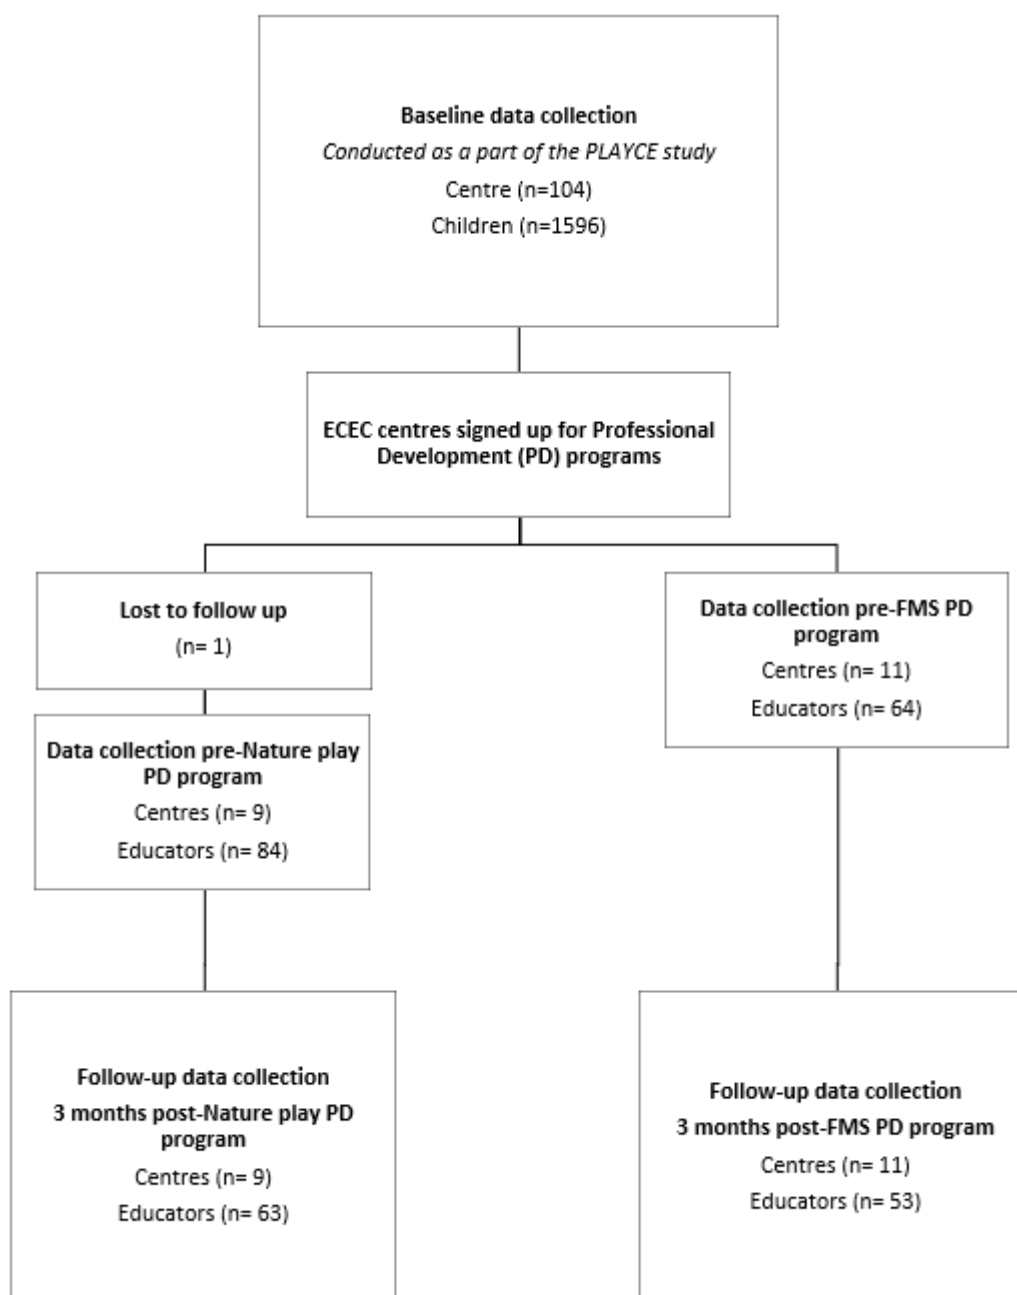 Baseline data collection
Conducted as a part of the PLAYCE study
Centre (n=104)
Children (n=1596)
ECEC centres signed up for Professional
Development (PD) programs
Lost to follow up
(n= 1)
Data collection pre-Nature play
PD program
Centres (n= 9)
Educators (n= 84)
Follow-up data collection
3 months post-Nature play PD
program
Centres (n= 9)
Educators (n= 63)
Data collection pre-FMS PD
program
Centres (n= 11)
Educators (n= 64)
Follow-up data collection
3 months post-FMS PD program
Centres (n= 11)
Educators (n= 53)